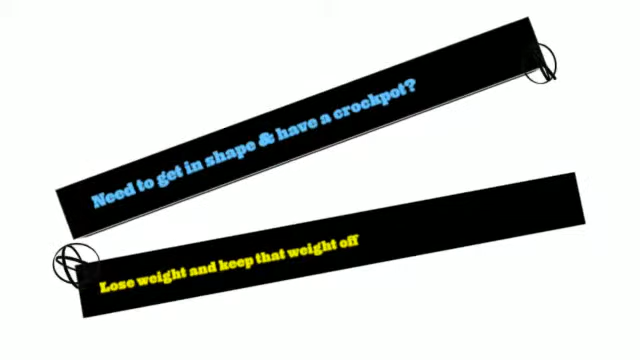 Need to get in shape & have a crockpot?
Lose weight and keep that weight off